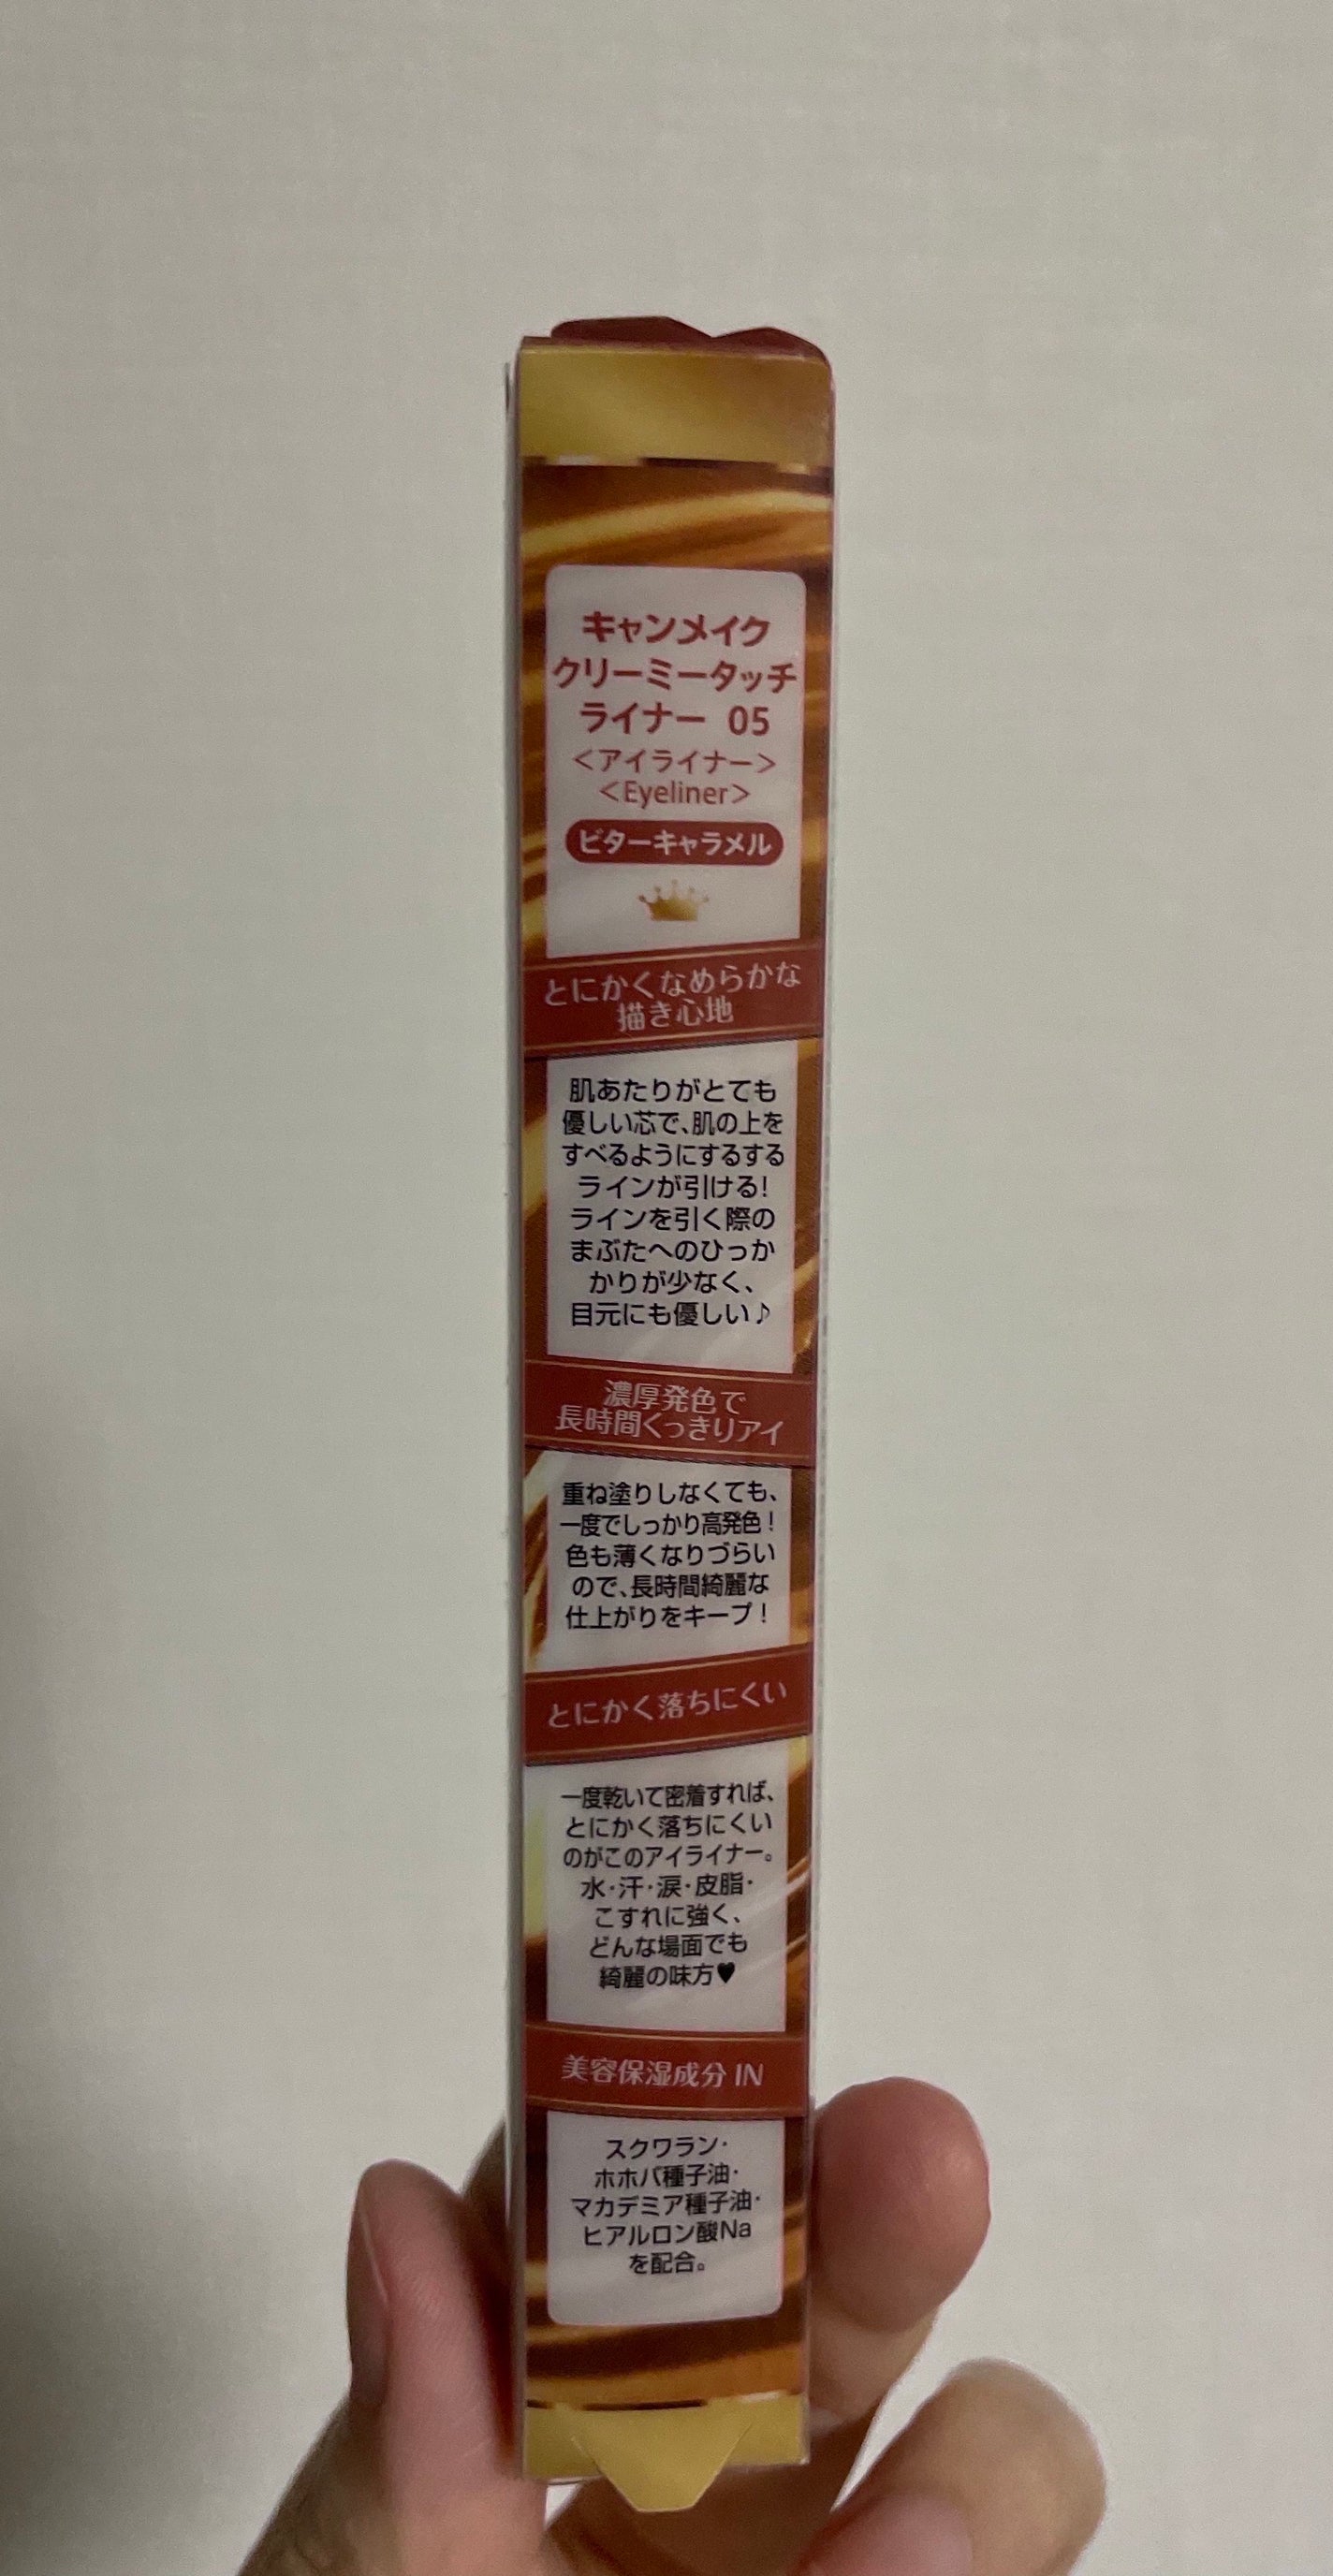 キャンメイク
クリーミータッチ
ライナー 05
＜アイライナー＞
＜Eyeliner＞
ビターキャラメル
とにかくなめらかな
描き心地
肌あたりがとても
優しい芯で、肌の上を
すべるようにするする
ラインが引ける！
ラインを引く際の
まぶたへのひっか
かりが少なく、
目元にも優しい♪
濃厚発色で
長時間くっきりアイ
重ね塗りしなくても、
一度でしっかり高発色！
色も薄くなりづらい
ので、長時間綺麗な
仕上がりをキープ！
とにかく落ちにくい
一度乾いて密着すれば、
とにかく落ちにくい
のがこのアイライナー。
水・汗・涙・皮脂・
こすれに強く、
どんな場面でも
綺麗の味方♥
美容保湿成分 IN
スクワラン・
ホホバ種子油・
マカデミア種子油・
ヒアルロン酸Na
を配合。